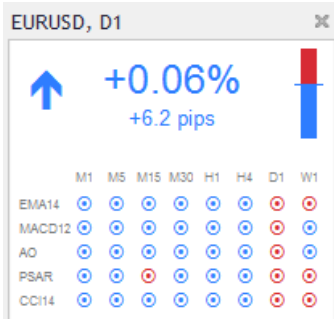 EURUSD, D1
+0.06%
+6.2 pips
M1 M5 M15 M30 H1 H4 D1 W1
EMA14
MACD12
AO
PSAR
CCI14